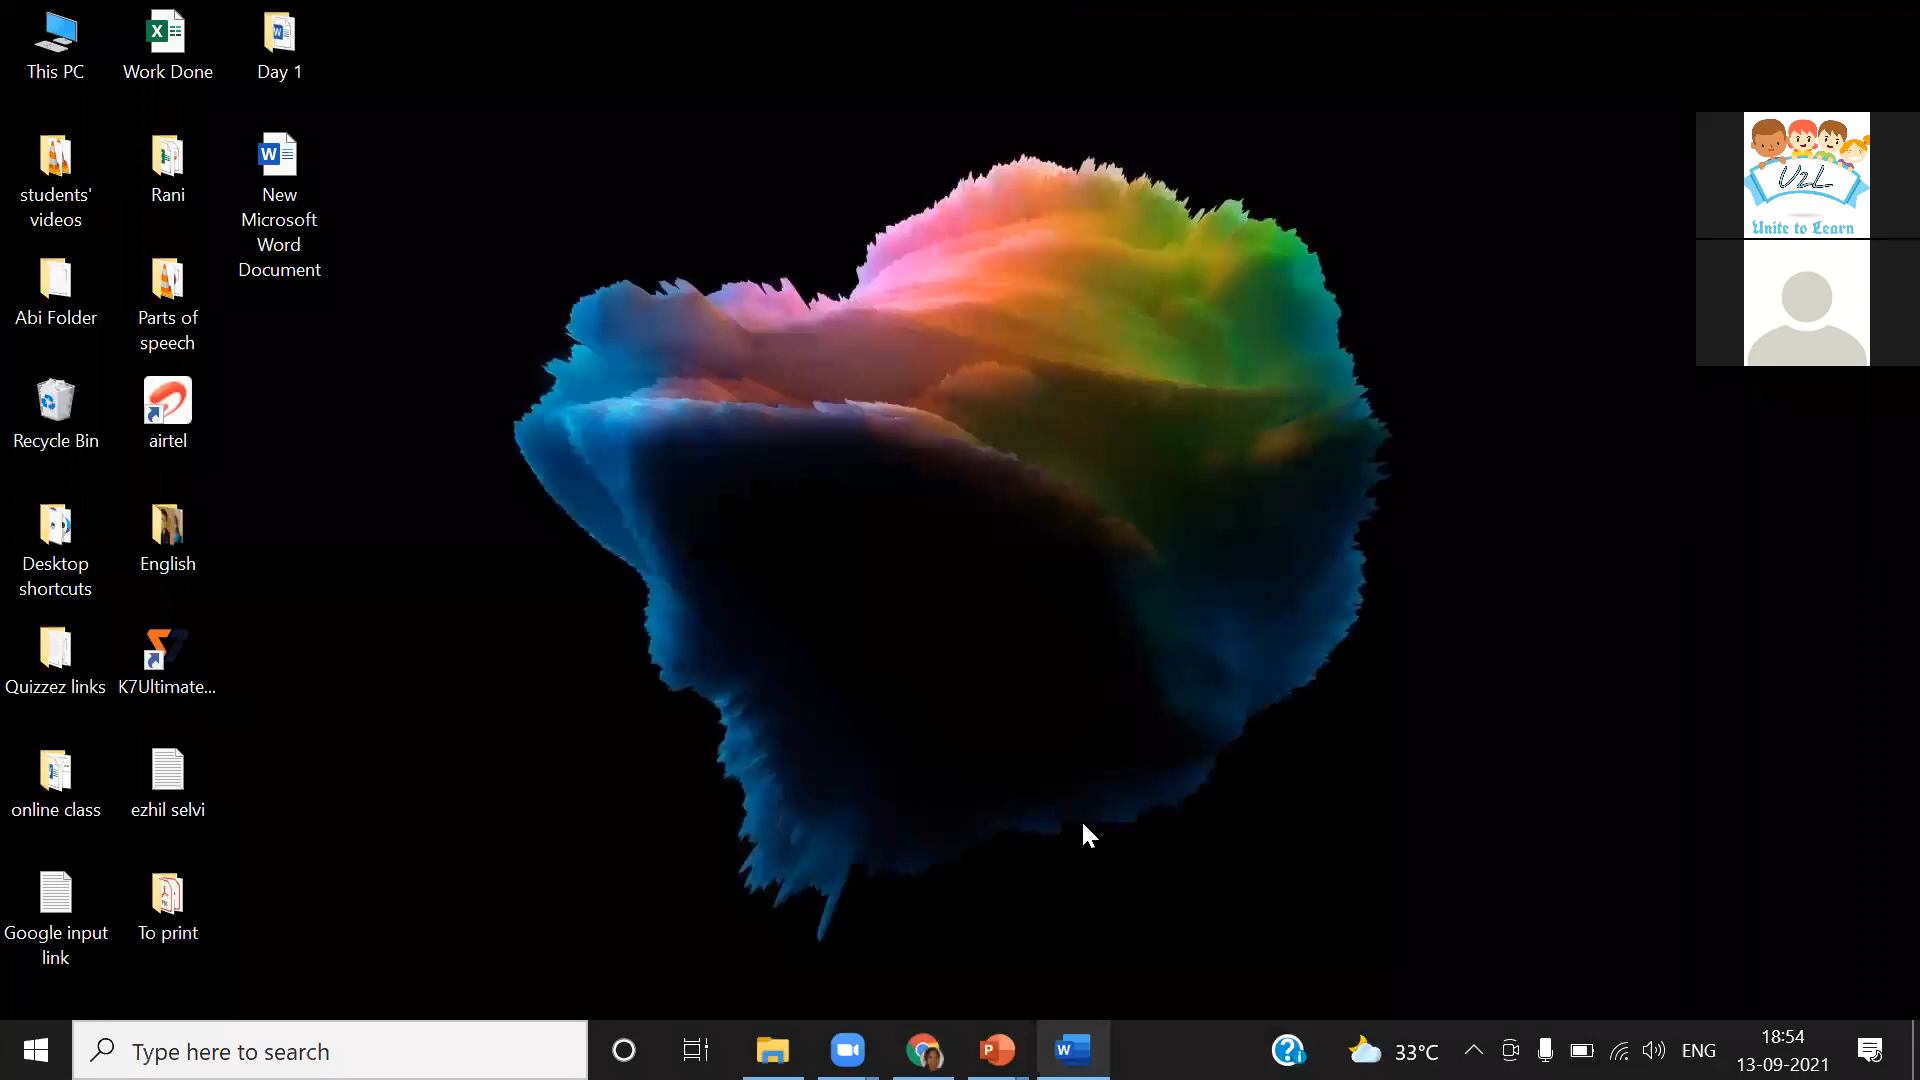 This PC
Work Done
Day 1
students'
videos
Rani
New
Microsoft
Word
Document
Abi Folder
Parts of
speech
Recycle Bin
airtel
Desktop
shortcuts
English
Quizzez links
K7Ultimate...
online class
ezhil selvi
Google input
link
To print
U2L
Unite to Learn
Type here to search
33°C
ENG
18:54
13-09-2021